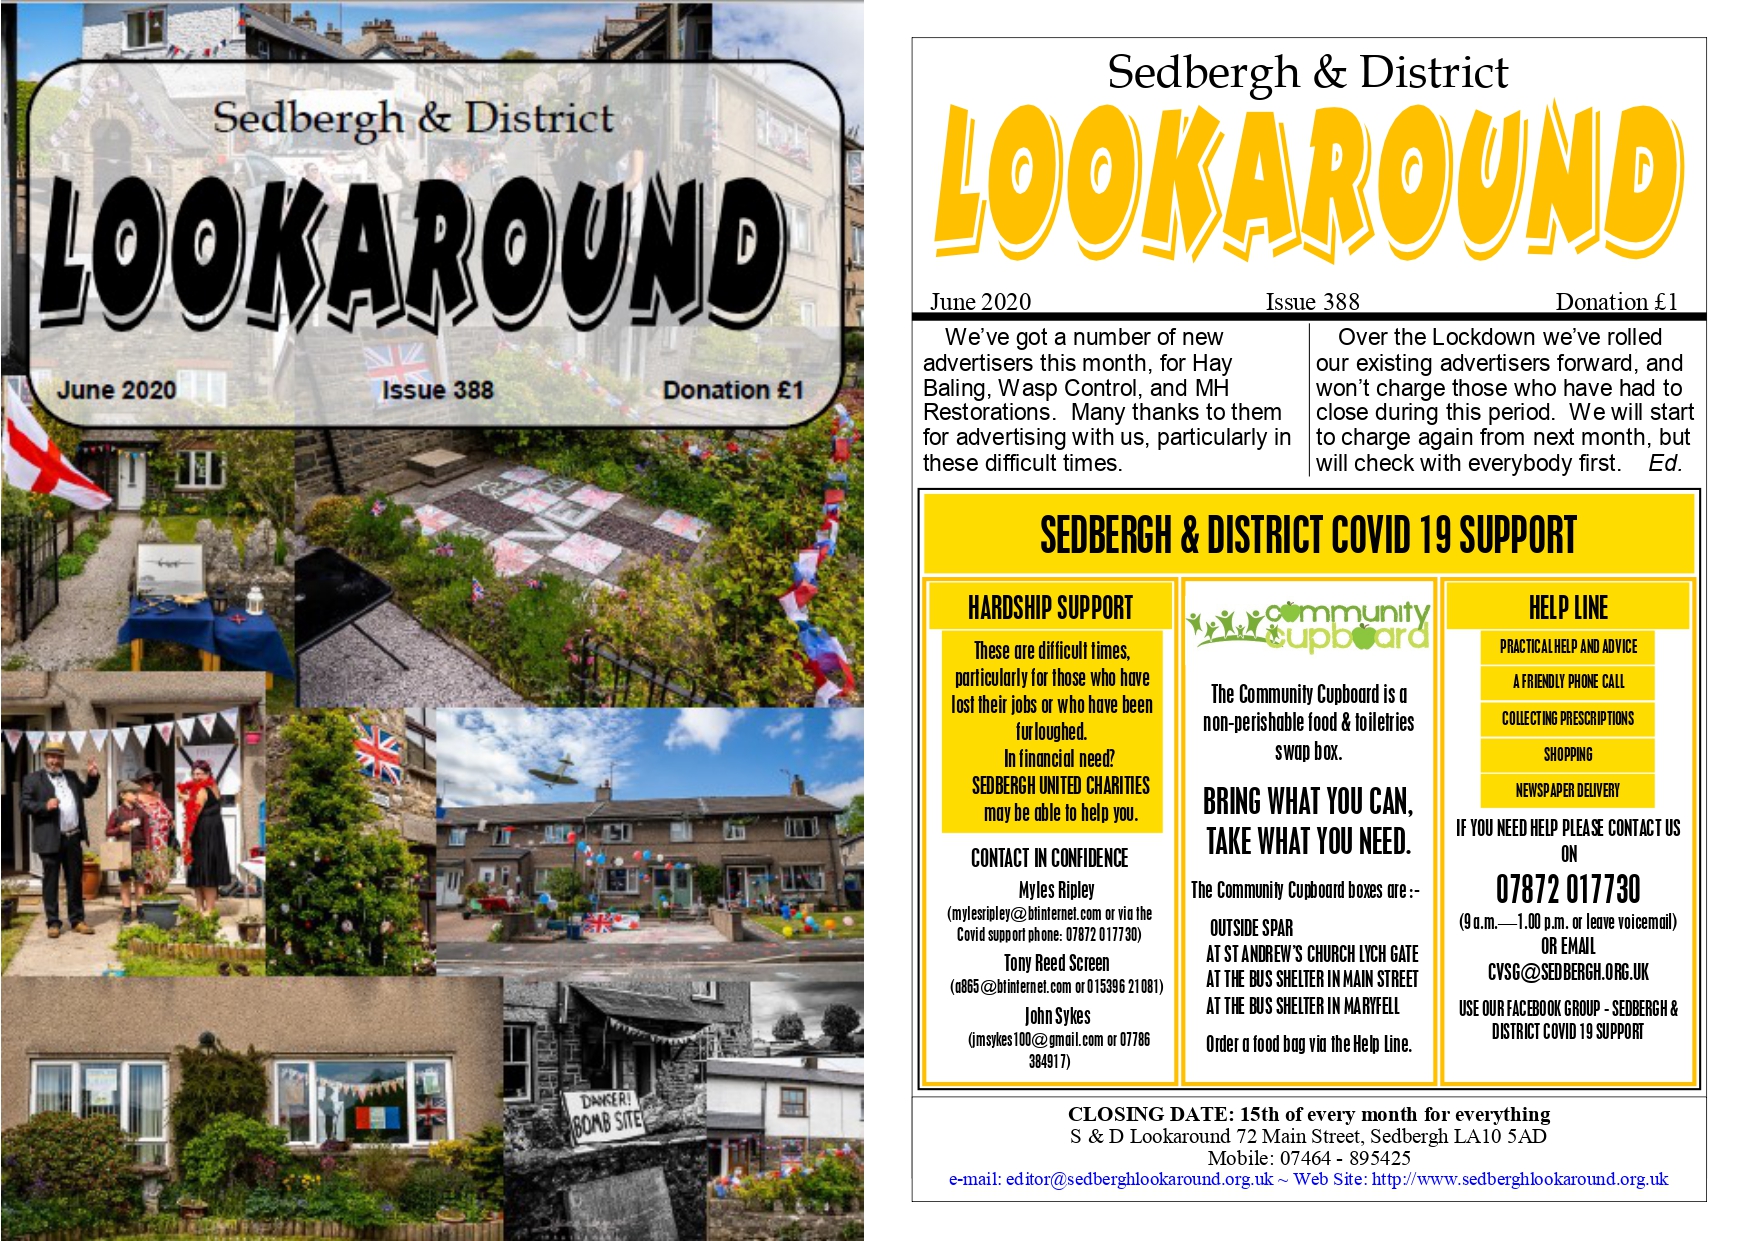 Sedbergh & District
LOOKAROUND
June 2020 Issue 388 Donation £1
VE
DANGER!
BOMB SITE
Sedbergh & District
LOOKAROUND
June 2020 Issue 388 Donation £1
We've got a number of new
advertisers this month, for Hay
Baling, Wasp Control, and MH
Restorations. Many thanks to them
for advertising with us, particularly in
these difficult times.
Over the Lockdown we've rolled
our existing advertisers forward, and
won't charge those who have had to
close during this period. We will start
to charge again from next month, but
will check with everybody first. Ed.
SEDBERGH & DISTRICT COVID 19 SUPPORT
HARDSHIP SUPPORT
These are difficult times,
particularly for those who have
lost their jobs or who have been
furloughed.
In financial need?
SEDBERGH UNITED CHARITIES
may be able to help you.
CONTACT IN CONFIDENCE
Myles Ripley
(mylesripley@btinternet.com or via the
Covid support phone: 07872 017730)
Tony Reed Screen
(a865@btinternet.com or 015396 21081)
John Sykes
(jmsykes100@gmail.com or 07786
384917)
community
cupboard
The Community Cupboard is a
non-perishable food & toiletries
swap box.
BRING WHAT YOU CAN,
TAKE WHAT YOU NEED.
The Community Cupboard boxes are :-
OUTSIDE SPAR
AT ST ANDREW'S CHURCH LYCH GATE
AT THE BUS SHELTER IN MAIN STREET
AT THE BUS SHELTER IN MARYFELL
Order a food bag via the Help Line.
HELP LINE
PRACTICAL HELP AND ADVICE
A FRIENDLY PHONE CALL
COLLECTING PRESCRIPTIONS
SHOPPING
NEWSPAPER DELIVERY
IF YOU NEED HELP PLEASE CONTACT US
ON
07872 017730
(9 a.m.—1.00 p.m. or leave voicemail)
OR EMAIL
CVSG@SEDBERGH.ORG.UK
USE OUR FACEBOOK GROUP - SEDBERGH &
DISTRICT COVID 19 SUPPORT
CLOSING DATE: 15th of every month for everything
S & D Lookaround 72 Main Street, Sedbergh LA10 5AD
Mobile: 07464 - 895425
e-mail: editor@sedberghlookaround.org.uk ~ Web Site: http://www.sedberghlookaround.org.uk